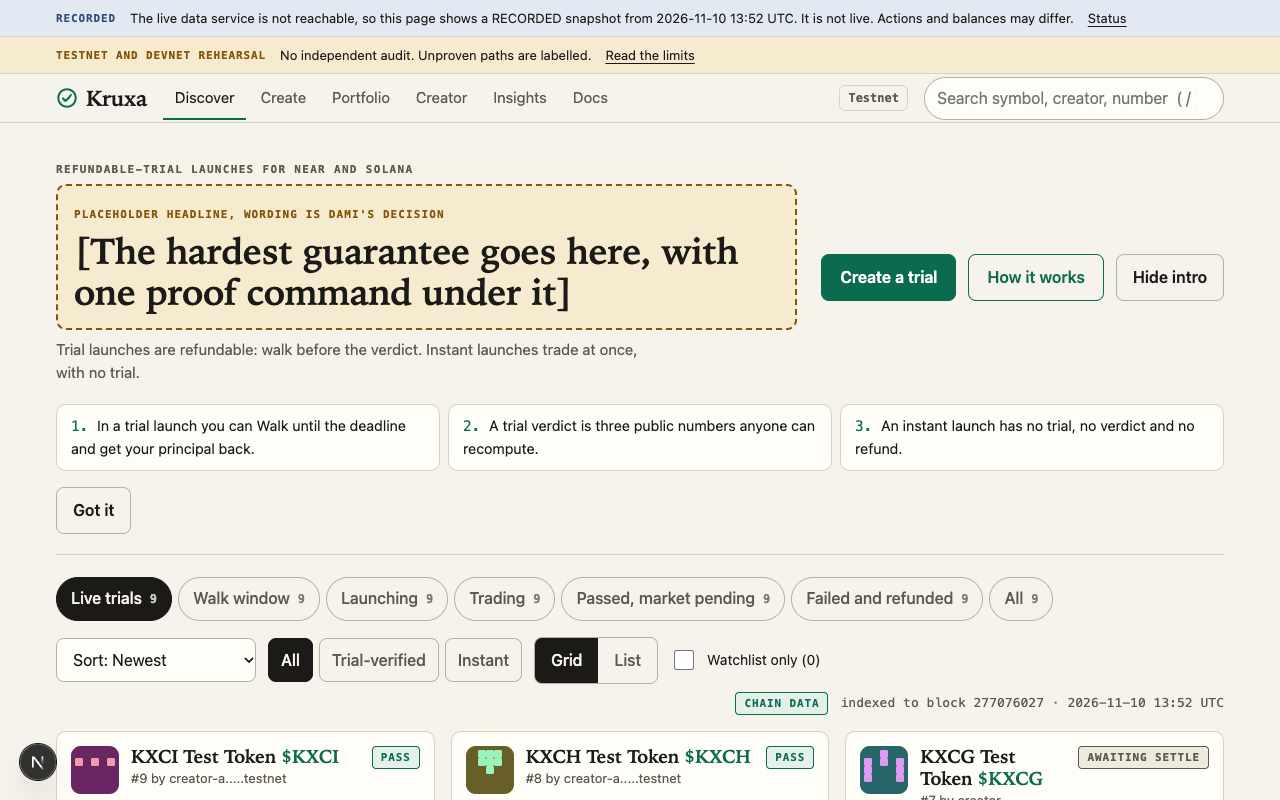 RECORDED The live data service is not reachable, so this page shows a RECORDED snapshot from 2026-11-10 13:52 UTC. It is not live. Actions and balances may differ. Status
TESTNET AND DEVNET REHEARSAL No independent audit. Unproven paths are labelled. Read the limits
Kruxa Discover Create Portfolio Creator Insights Docs Testnet Search symbol, creator, number ( /
REFUNDABLE-TRIAL LAUNCHES FOR NEAR AND SOLANA
PLACEHOLDER HEADLINE, WORDING IS DAMI'S DECISION
[The hardest guarantee goes here, with
one proof command under it]
Create a trial How it works Hide intro
Trial launches are refundable: walk before the verdict. Instant launches trade at once,
with no trial.
1. In a trial launch you can Walk until the deadline
and get your principal back.
2. A trial verdict is three public numbers anyone can
recompute.
3. An instant launch has no trial, no verdict and no
refund.
Got it
Live trials 9 Walk window 9 Launching 9 Trading 9 Passed, market pending 9 Failed and refunded 9 All 9
Sort: Newest All Trial-verified Instant Grid List Watchlist only (0)
CHAIN DATA indexed to block 277076027 · 2026-11-10 13:52 UTC
N
KXCI Test Token $KXCI PASS
#9 by creator-a.....testnet
KXCH Test Token $KXCH PASS
#8 by creator-a.....testnet
KXCG Test
Token $KXCG AWAITING SETTLE
#7 by creator-